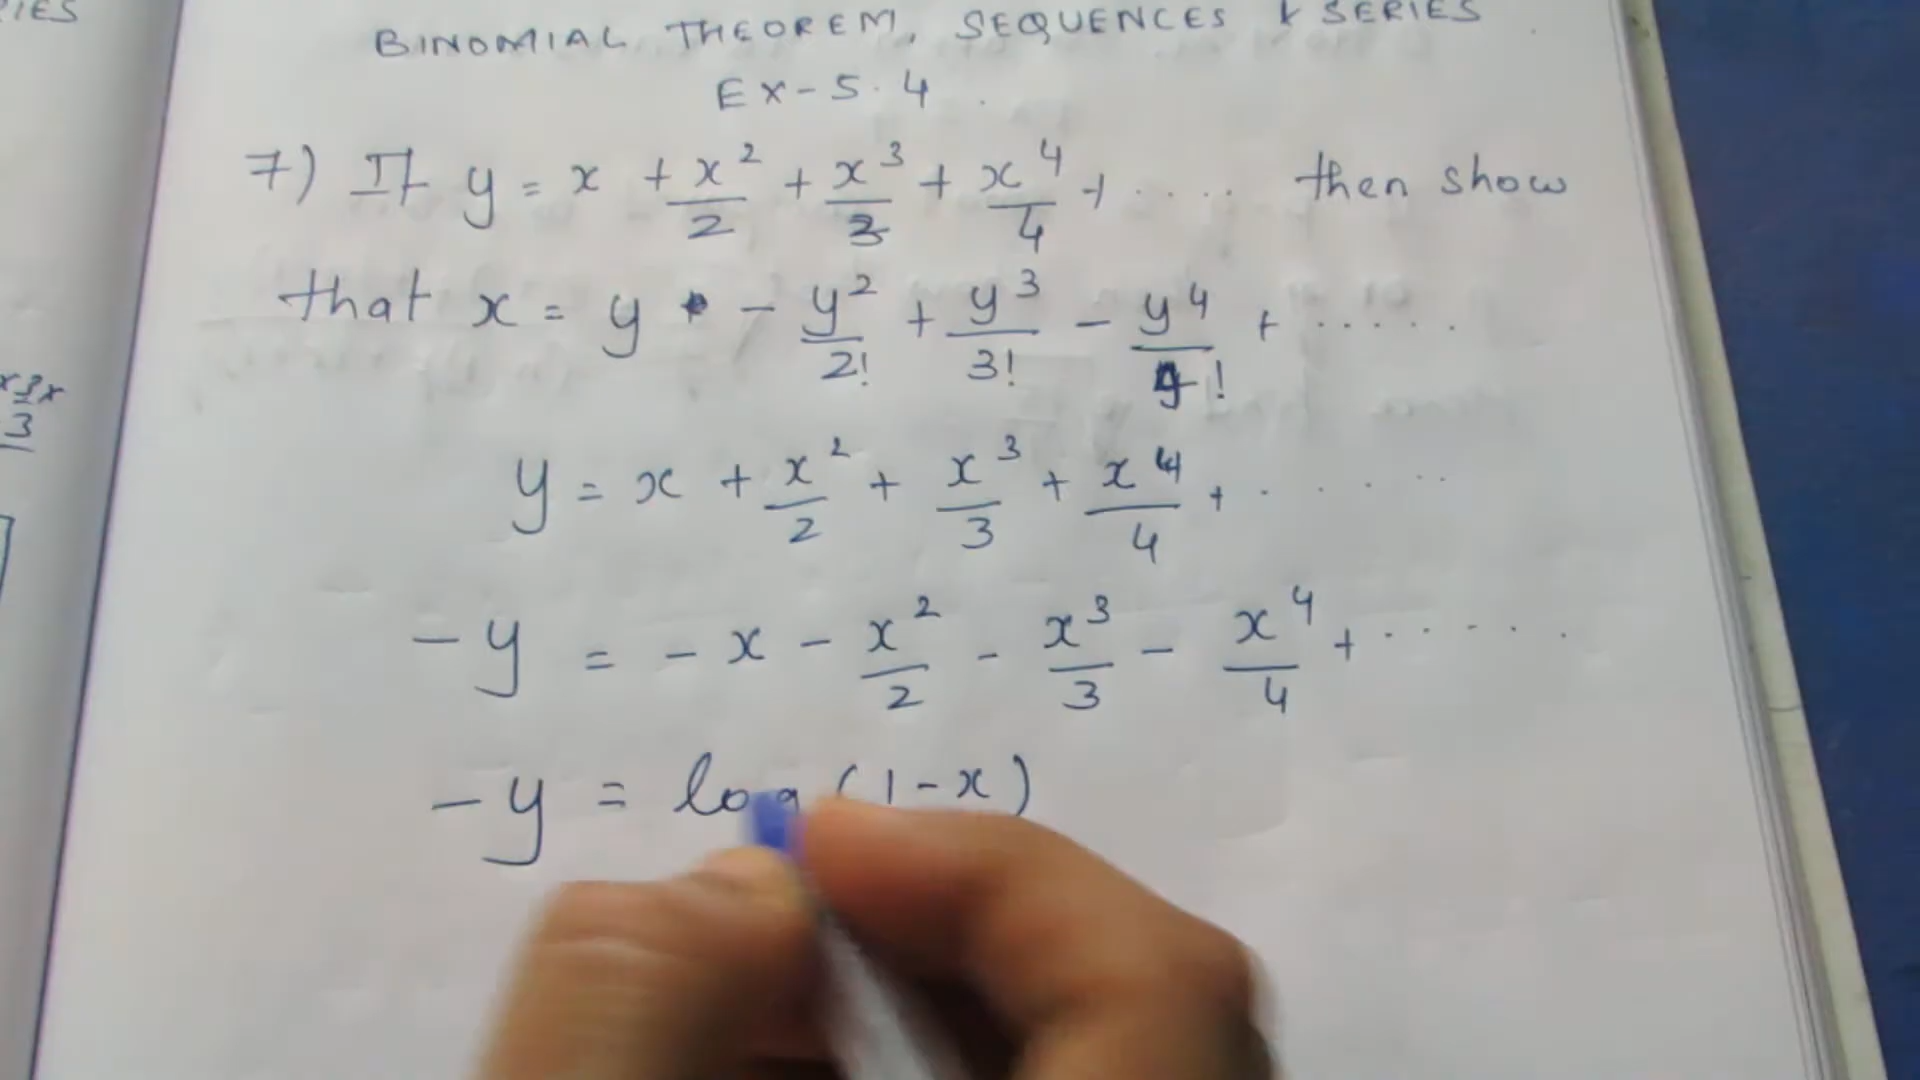 IES
BINOMIAL THEOREM, SEQUENCES & SERIES
EX-5.4
7) If y = x + x²/2 + x³/3 + x⁴/4 + .... then show
that x = y - y²/2! + y³/3! - y⁴/4! + .....
y = x + x²/2 + x³/3 + x⁴/4 + ......
-y = -x - x²/2 - x³/3 - x⁴/4 + ......
-y = log(1-x)